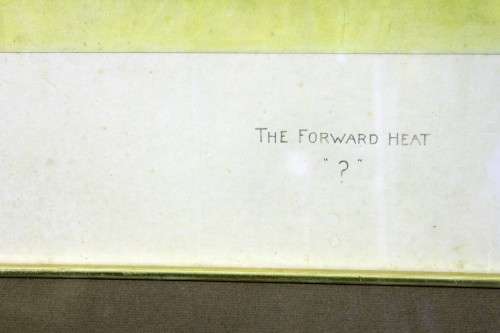 THE FORWARD HEAT
"?"